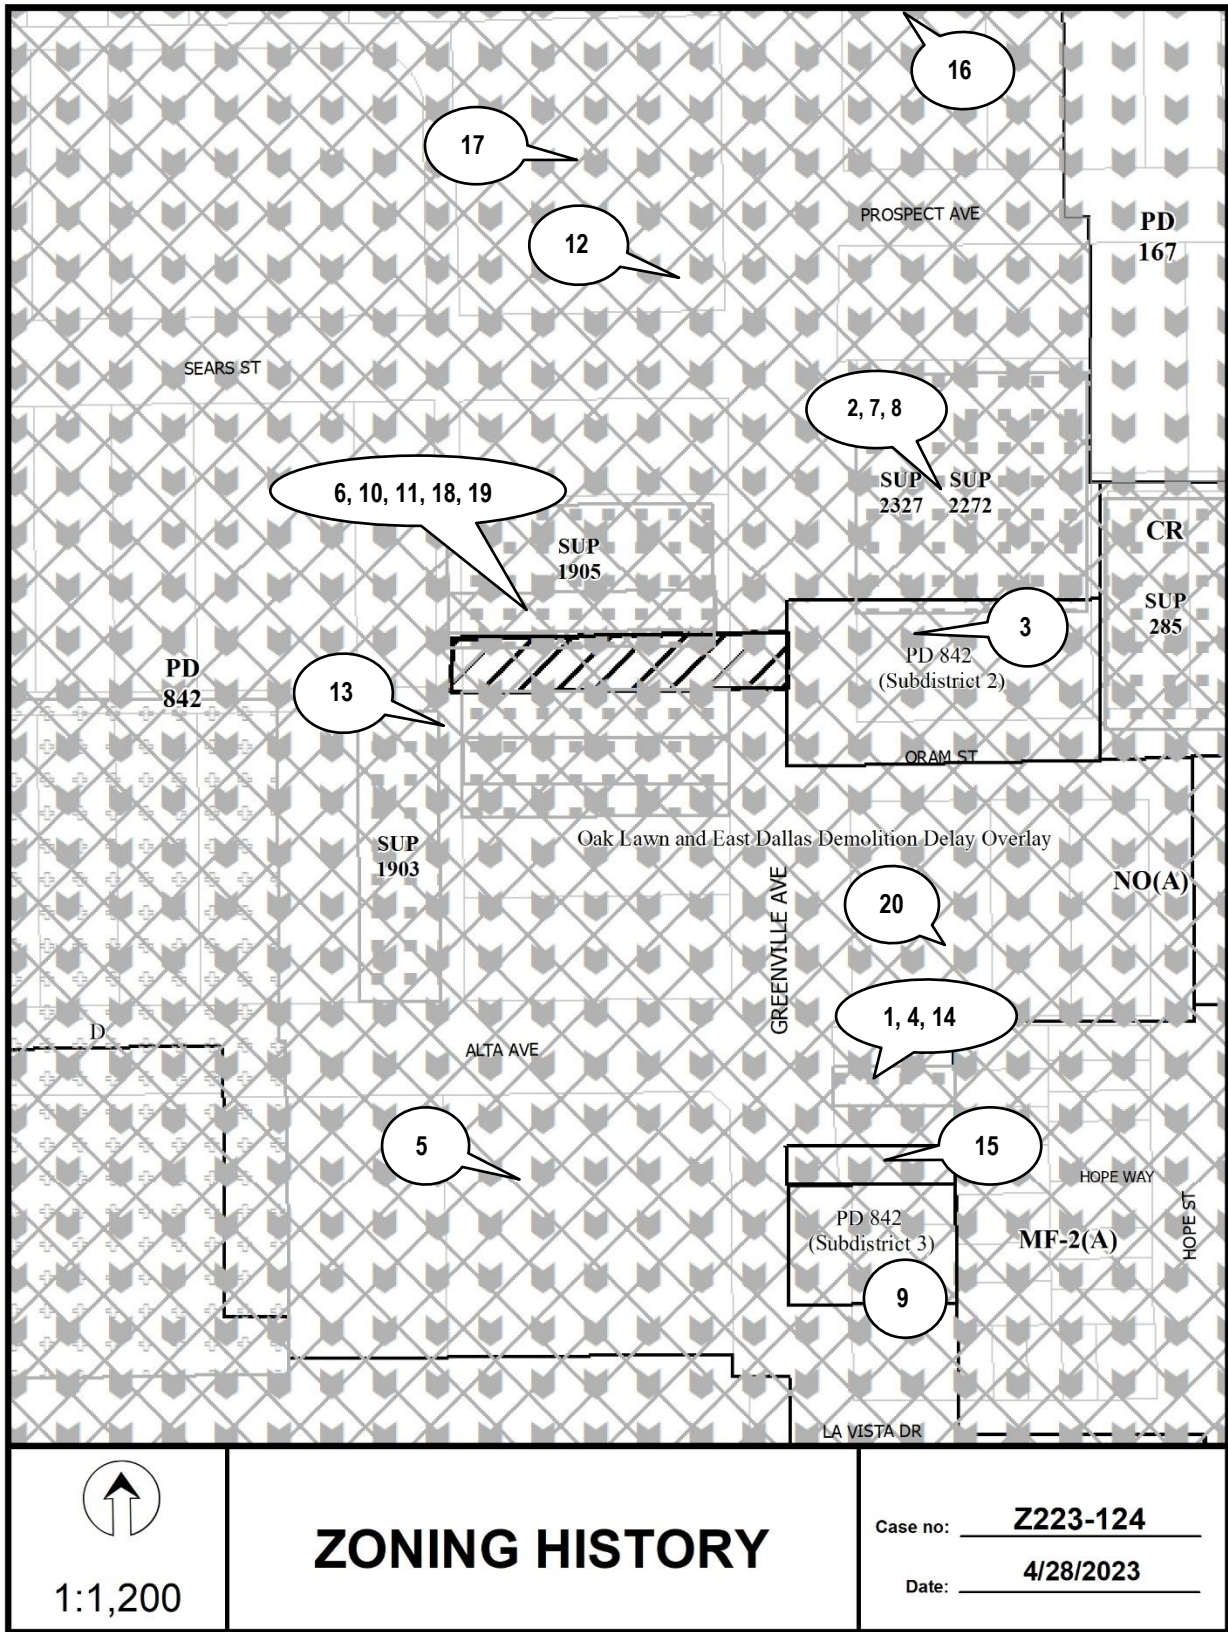 16
17
PROSPECT AVE
PD
167
12
SEARS ST
2, 7, 8
6, 10, 11, 18, 19
SUP
2327
SUP
2272
SUP
1905
CR
SUP
285
3
PD 842
(Subdistrict 2)
PD
842
13
ORAM ST
Oak Lawn and East Dallas Demolition Delay Overlay
SUP
1903
GREENVILLE AVE
NO(A)
20
1, 4, 14
D
ALTA AVE
5
15
HOPE WAY
HOPE ST
PD 842
(Subdistrict 3)
MF-2(A)
9
LA VISTA DR
1:1,200
ZONING HISTORY
Case no: Z223-124
Date: 4/28/2023